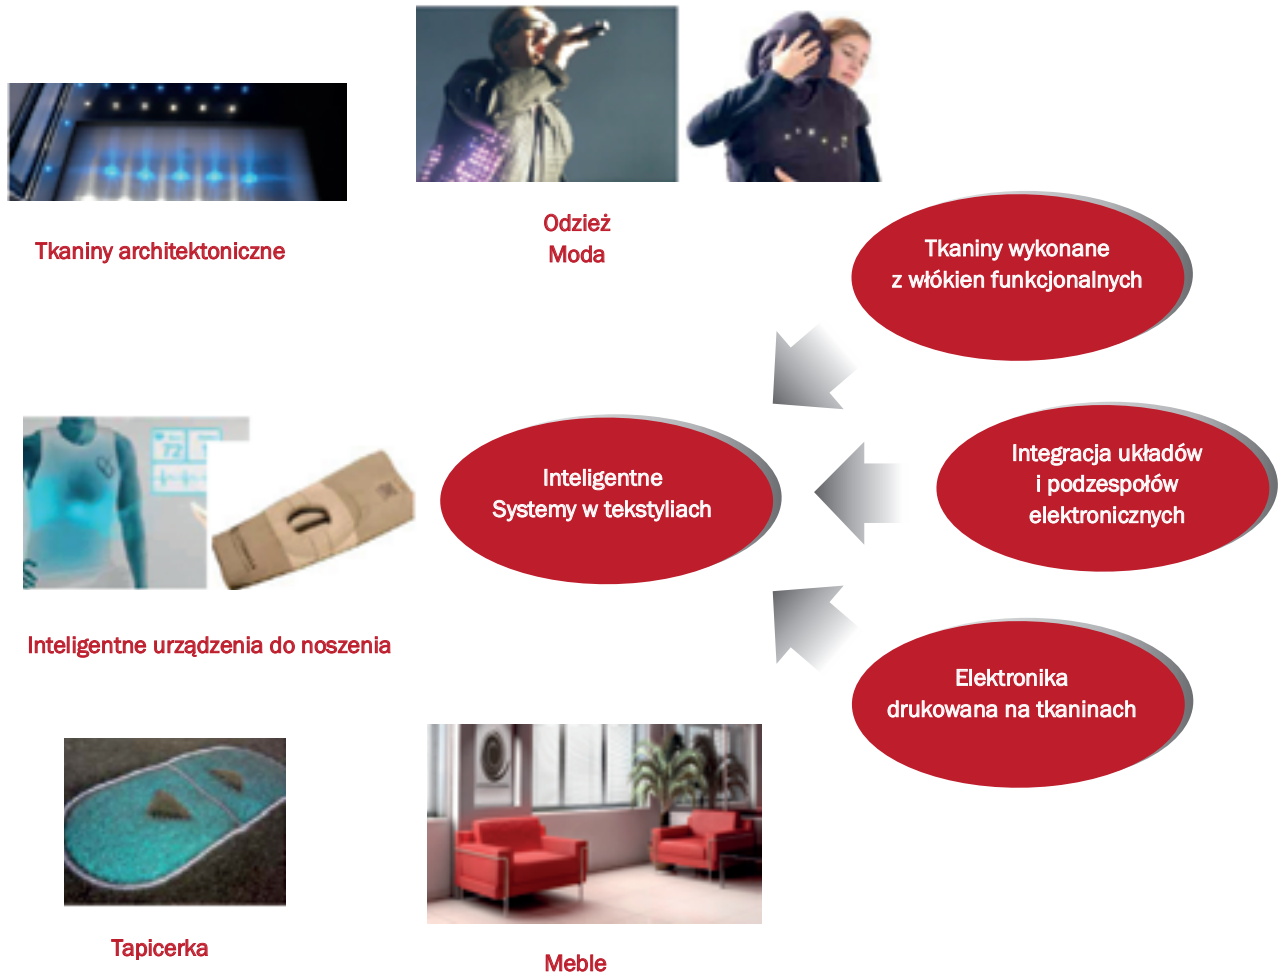 Tkaniny architektoniczne
Odzież
Moda
Tkaniny wykonane
z włókien funkcjonalnych
72
Inteligentne
Systemy w tekstyliach
Integracja układów
i podzespołów
elektronicznych
Inteligentne urządzenia do noszenia
Elektronika
drukowana na tkaninach
Tapicerka
Meble